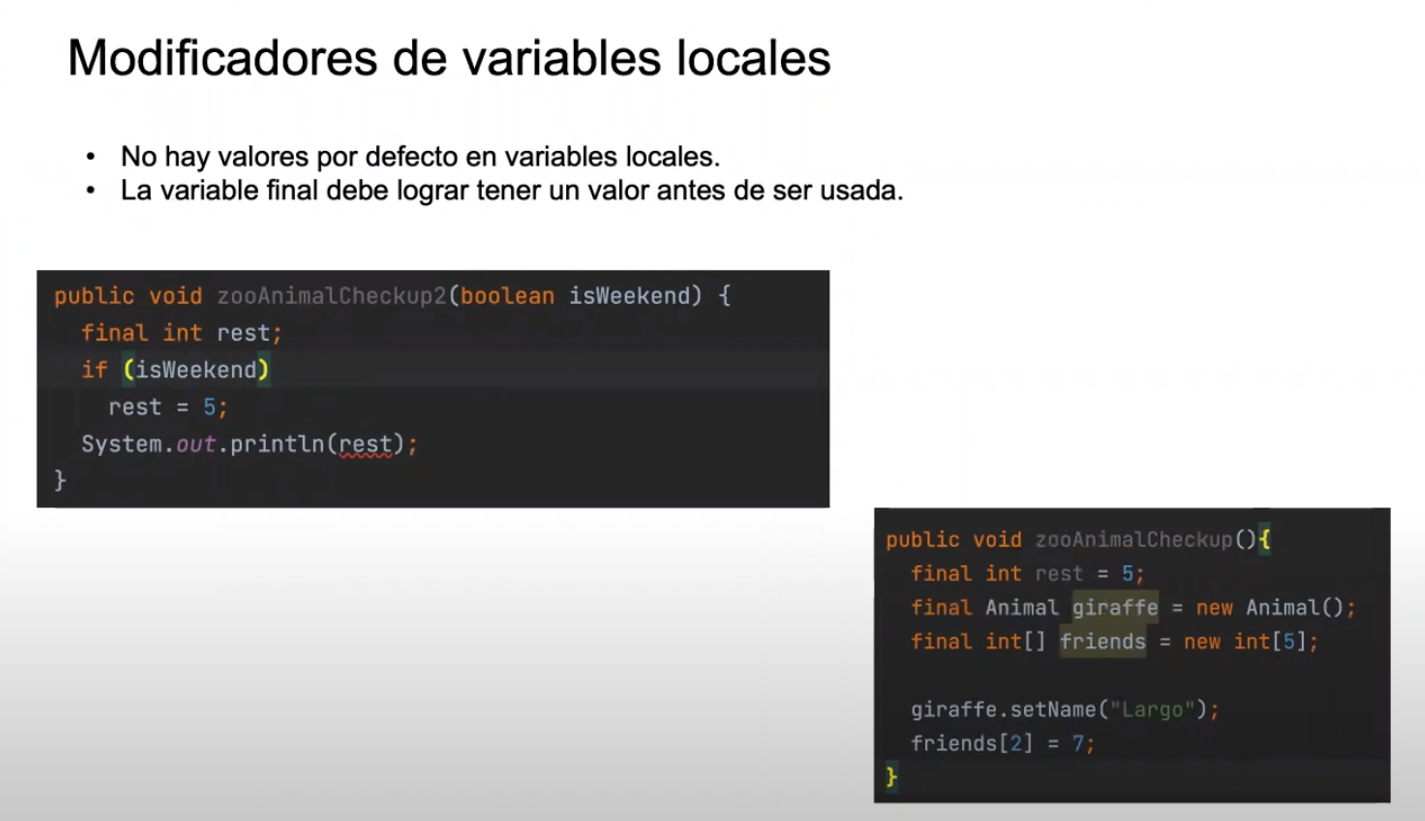 Modificadores de variables locales
• No hay valores por defecto en variables locales.
• La variable final debe lograr tener un valor antes de ser usada.
public void zooAnimalCheckup2(boolean isWeekend) {
final int rest;
if (isWeekend)
rest = 5;
System.out.println(rest);
}
public void zooAnimalCheckup(){
final int rest = 5;
final Animal giraffe = new Animal();
final int[] friends = new int[5];
giraffe.setName("Largo");
friends[2] = 7;
}